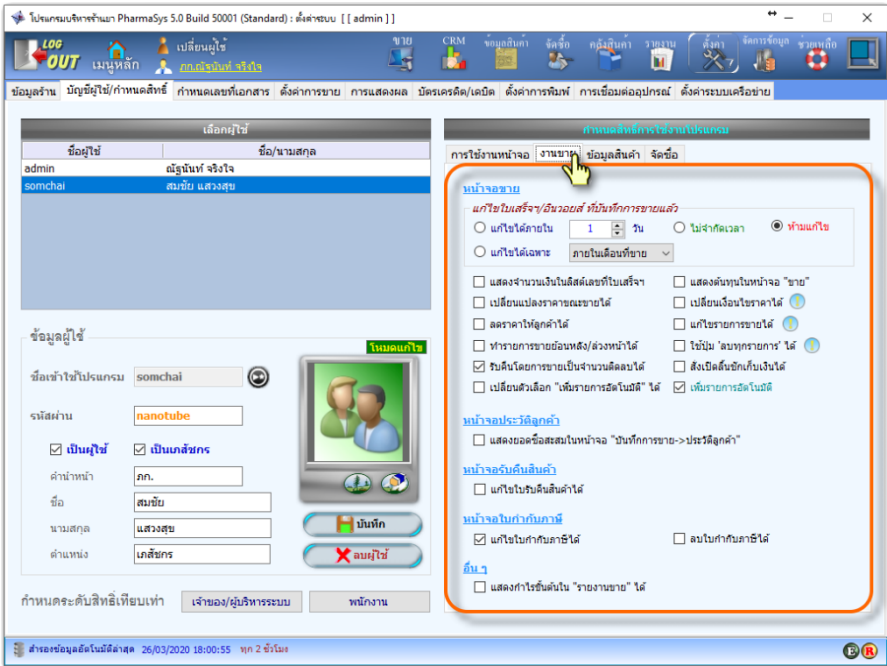 โปรแกรมบริหารร้านยา PharmaSys 5.0 Build 50001 (Standard) : ตั้งค่าระบบ [ [ admin ] ]
LOG OUT เมนูหลัก เปลี่ยนผู้ใช้ ภก.ณัฐนันท์ จริงใจ
ขาย CRM ข้อมูลสินค้า จัดซื้อ คลังสินค้า รายงาน ตั้งค่า จัดการข้อมูล ช่วยเหลือ
ข้อมูลร้าน บัญชีผู้ใช้/กำหนดสิทธิ์ กำหนดเลขที่เอกสาร ตั้งค่าการขาย การแสดงผล บัตรเครดิต/เดบิต ตั้งค่าการพิมพ์ การเชื่อมต่ออุปกรณ์ ตั้งค่าระบบเครือข่าย
เลือกผู้ใช้
ชื่อผู้ใช้ ชื่อ/นามสกุล
admin ณัฐนันท์ จริงใจ
somchai สมชัย แสวงสุข
ข้อมูลผู้ใช้
โหมดแก้ไข
ชื่อเข้าใช้โปรแกรม somchai
รหัสผ่าน nanotube
เป็นผู้ใช้ เป็นเภสัชกร
คำนำหน้า ภก.
ชื่อ สมชัย
นามสกุล แสวงสุข
ตำแหน่ง เภสัชกร
บันทึก
ลบผู้ใช้
กำหนดระดับสิทธิ์เทียบเท่า เจ้าของ/ผู้บริหารระบบ พนักงาน
กำหนดสิทธิ์การใช้งานโปรแกรม
การใช้งานหน้าจอ งานขาย ข้อมูลสินค้า จัดซื้อ
หน้าจอขาย
แก้ไขใบเสร็จฯ/อินวอยส์ ที่บันทึกการขายแล้ว
แก้ไขได้ภายใน 1 วัน ไม่จำกัดเวลา ห้ามแก้ไข
แก้ไขได้เฉพาะ ภายในเดือนที่ขาย
แสดงจำนวนเงินในลิสต์เลขที่ใบเสร็จฯ แสดงต้นทุนในหน้าจอ "ขาย"
เปลี่ยนแปลงราคาขณะขายได้ เปลี่ยนเงื่อนไขราคาได้
ลดราคาให้ลูกค้าได้ แก้ไขรายการขายได้
ทำรายการขายย้อนหลัง/ล่วงหน้าได้ ใช้ปุ่ม 'ลบทุกรายการ' ได้
รับคืนโดยการขายเป็นจำนวนติดลบได้ สั่งเปิดลิ้นชักเก็บเงินได้
เปลี่ยนตัวเลือก "เพิ่มรายการอัตโนมัติ" ได้ เพิ่มรายการอัตโนมัติ
หน้าจอประวัติลูกค้า
แสดงยอดซื้อสะสมในหน้าจอ "บันทึกการขาย->ประวัติลูกค้า"
หน้าจอรับคืนสินค้า
แก้ไขใบรับคืนสินค้าได้
หน้าจอใบกำกับภาษี
แก้ไขใบกำกับภาษีได้ ลบใบกำกับภาษีได้
อื่น ๆ
แสดงกำไรขั้นต้นใน "รายงานขาย" ได้
สำรองข้อมูลอัตโนมัติล่าสุด 26/03/2020 18:00:55 ทุก 2 ชั่วโมง
E R